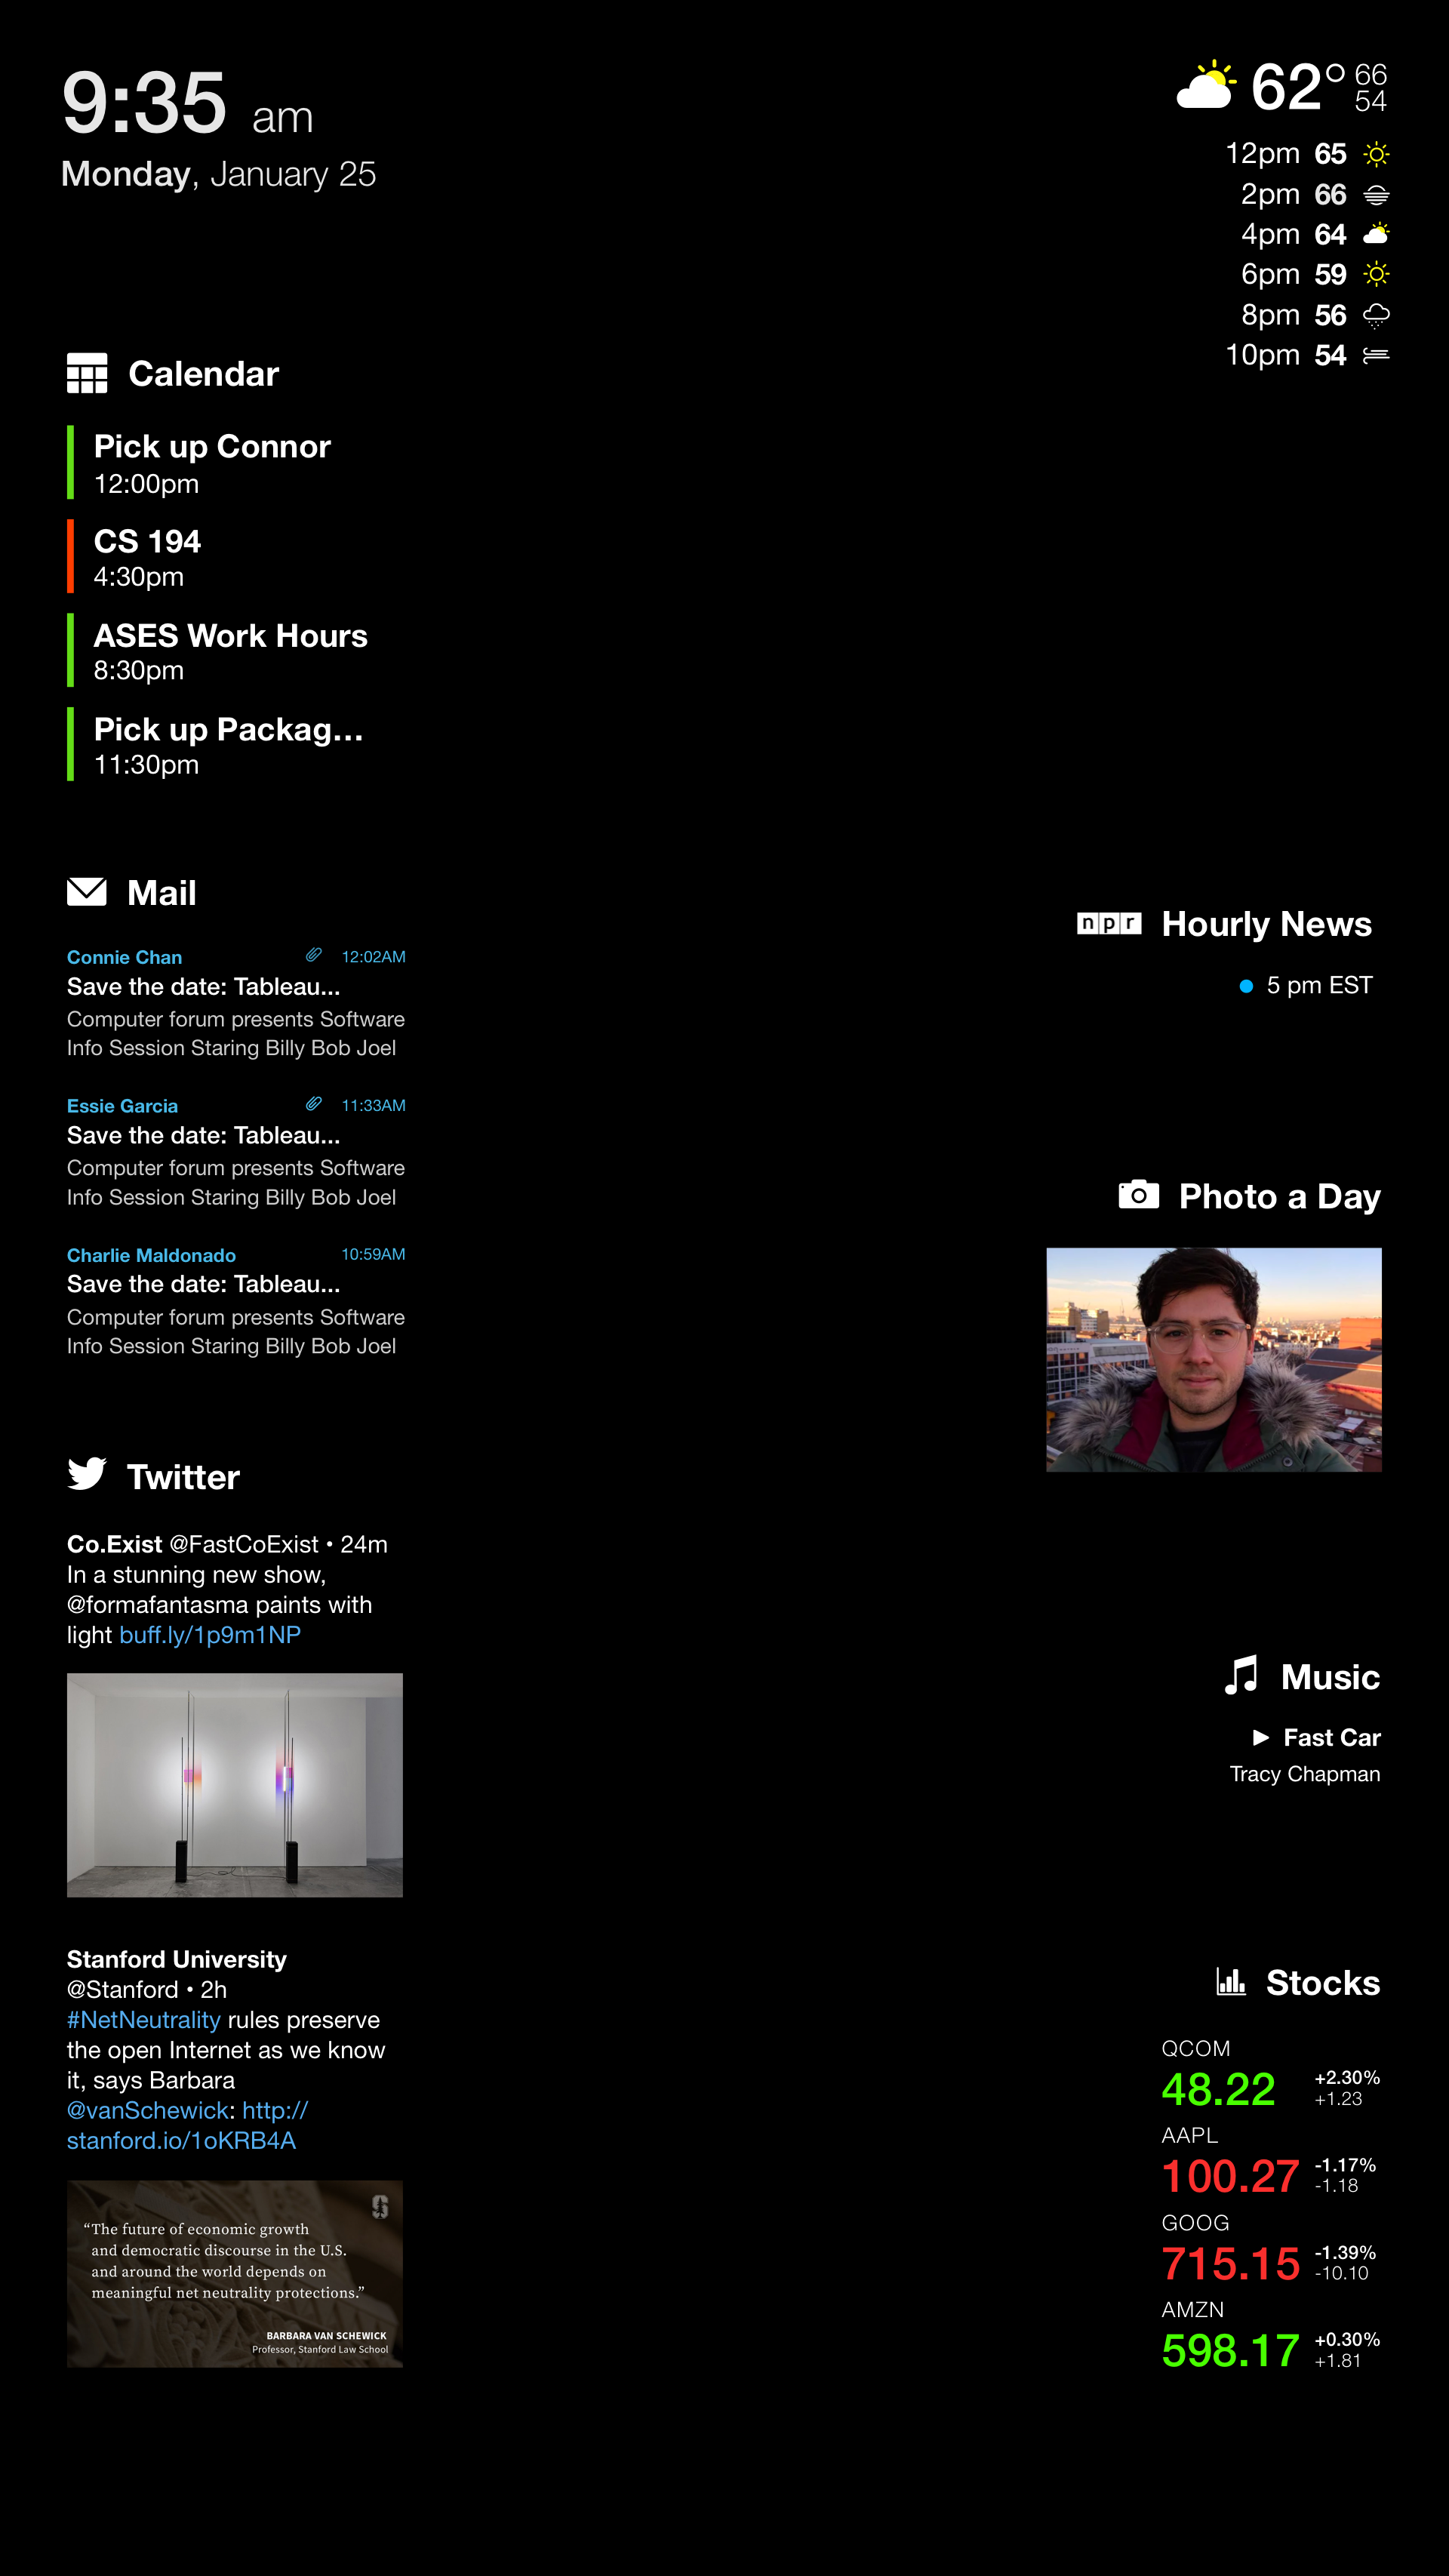 9:35 am
Monday, January 25
62° 66
54
12pm 65
2pm 66
4pm 64
6pm 59
8pm 56
10pm 54
Calendar
Pick up Connor
12:00pm
CS 194
4:30pm
ASES Work Hours
8:30pm
Pick up Packag...
11:30pm
Mail
Connie Chan 12:02AM
Save the date: Tableau...
Computer forum presents Software
Info Session Staring Billy Bob Joel
Essie Garcia 11:33AM
Save the date: Tableau...
Computer forum presents Software
Info Session Staring Billy Bob Joel
Charlie Maldonado 10:59AM
Save the date: Tableau...
Computer forum presents Software
Info Session Staring Billy Bob Joel
Twitter
Co.Exist @FastCoExist • 24m
In a stunning new show,
@formafantasma paints with
light buff.ly/1p9m1NP
Stanford University
@Stanford • 2h
#NetNeutrality rules preserve
the open Internet as we know
it, says Barbara
@vanSchewick: http://
stanford.io/1oKRB4A
S
“The future of economic growth
and democratic discourse in the U.S.
and around the world depends on
meaningful net neutrality protections.”
BARBARA VAN SCHEWICK
Professor, Stanford Law School
npr Hourly News
5 pm EST
Photo a Day
Music
Fast Car
Tracy Chapman
Stocks
QCOM
48.22 +2.30%
+1.23
AAPL
100.27 -1.17%
-1.18
GOOG
715.15 -1.39%
-10.10
AMZN
598.17 +0.30%
+1.81